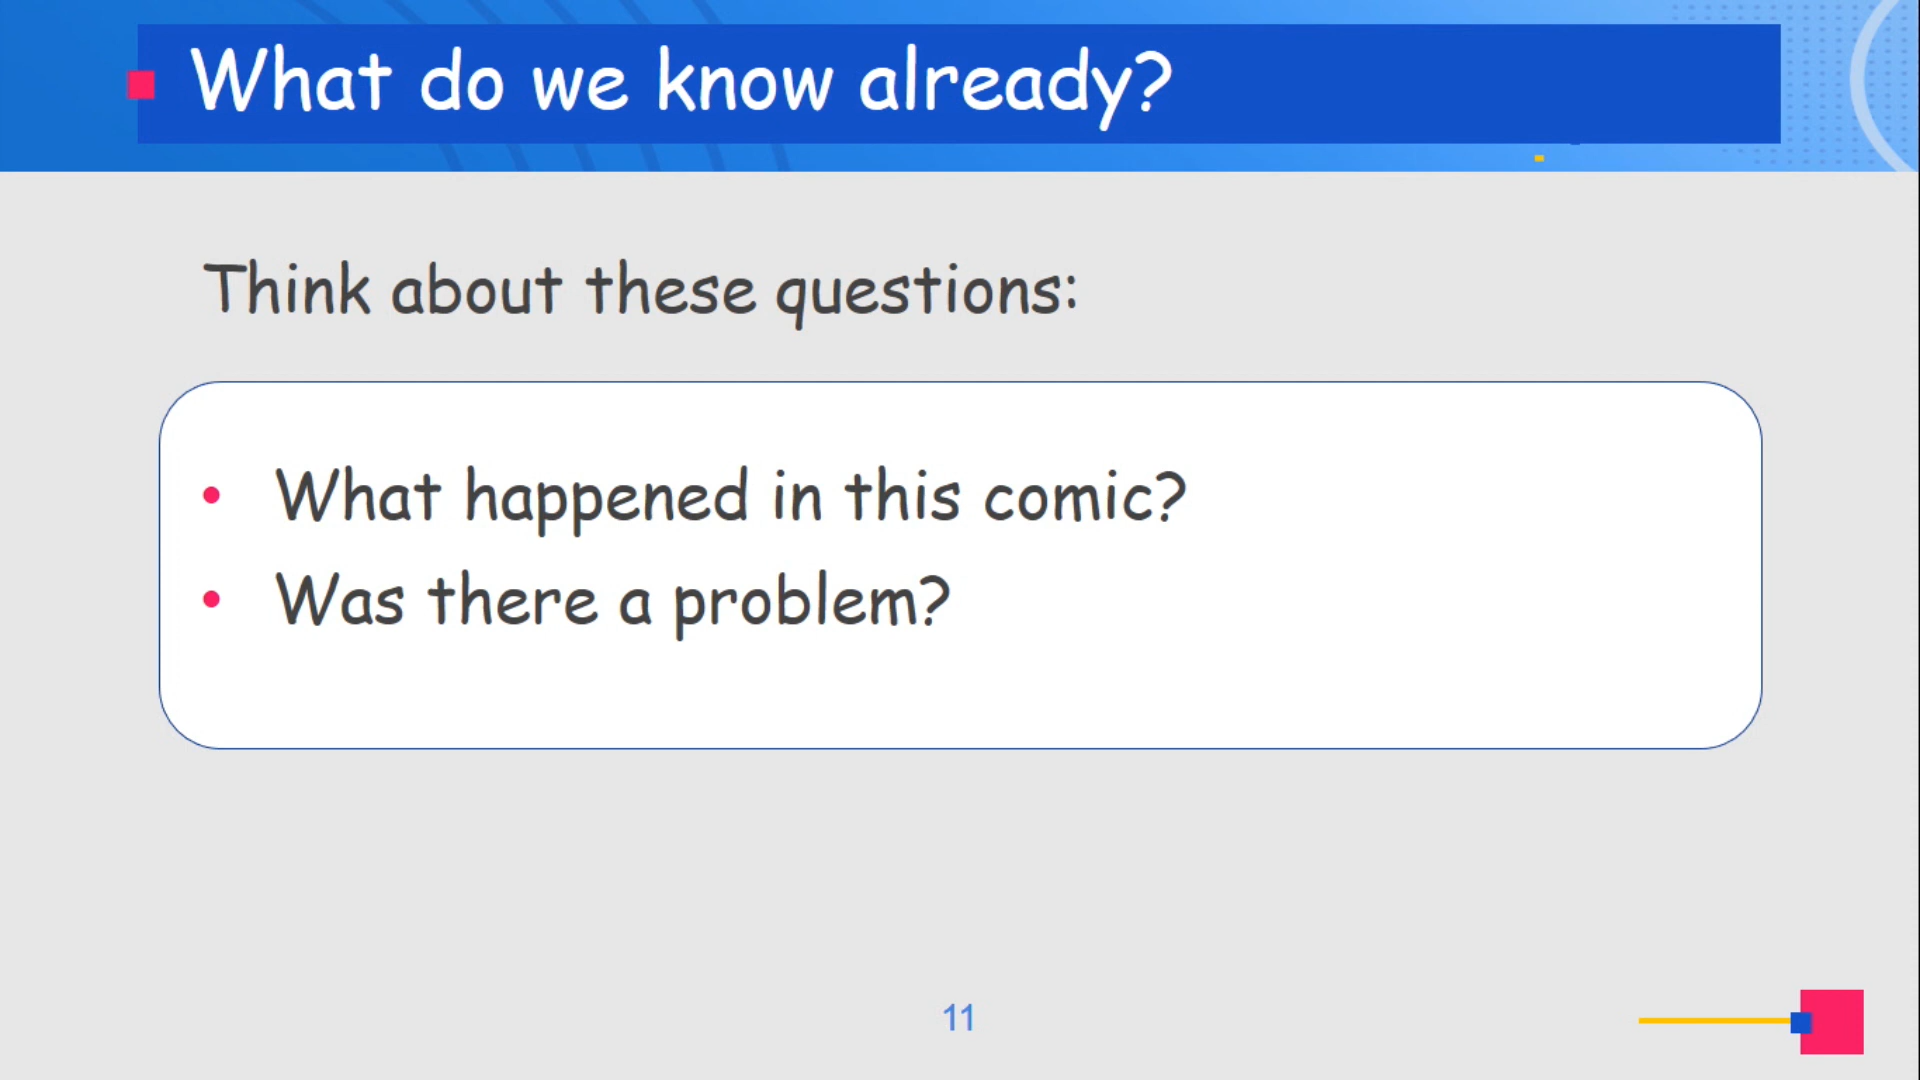 What do we know already?
Think about these questions:
• What happened in this comic?
• Was there a problem?
11